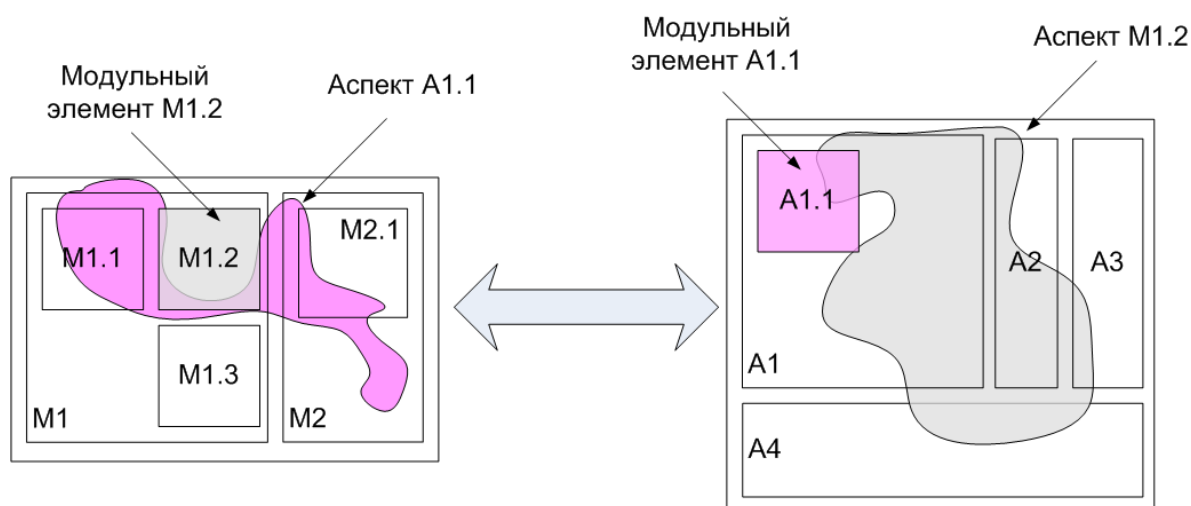 Модульный
элемент М1.2
Аспект А1.1
М1.1
М1.2
М2.1
М1.3
М1
М2
Модульный
элемент А1.1
Аспект М1.2
А1.1
А2
А3
А1
А4